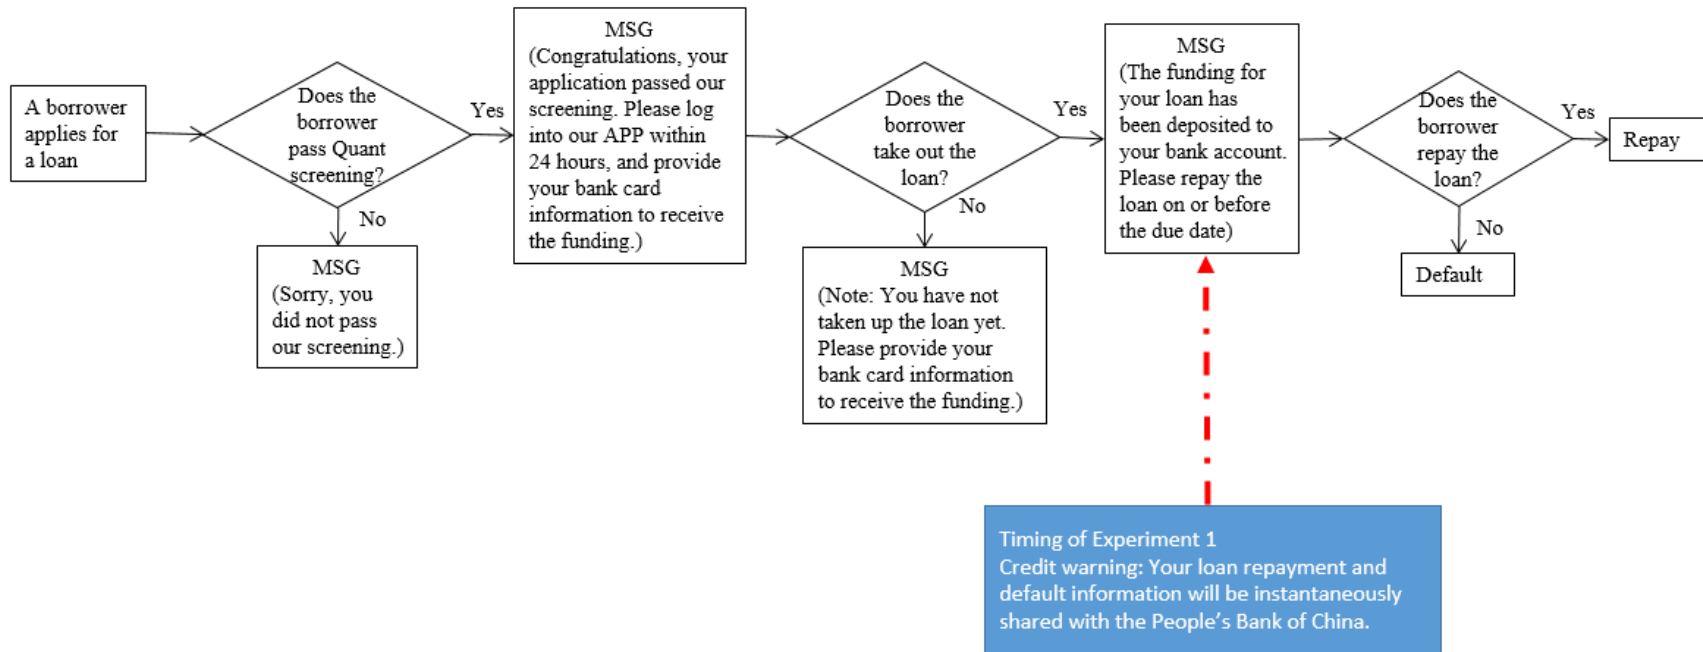 A borrower
applies for
a loan
Does the
borrower
pass Quant
screening?
Yes
No
MSG
(Sorry, you
did not pass
our screening.)
MSG
(Congratulations, your
application passed our
screening. Please log
into our APP within
24 hours, and provide
your bank card
information to receive
the funding.)
Does the
borrower
take out the
loan?
Yes
No
MSG
(Note: You have not
taken up the loan yet.
Please provide your
bank card information
to receive the funding.)
MSG
(The funding for
your loan has
been deposited to
your bank account.
Please repay the
loan on or before
the due date)
Does the
borrower
repay the
loan?
Yes
Repay
No
Default
Timing of Experiment 1
Credit warning: Your loan repayment and
default information will be instantaneously
shared with the People’s Bank of China.